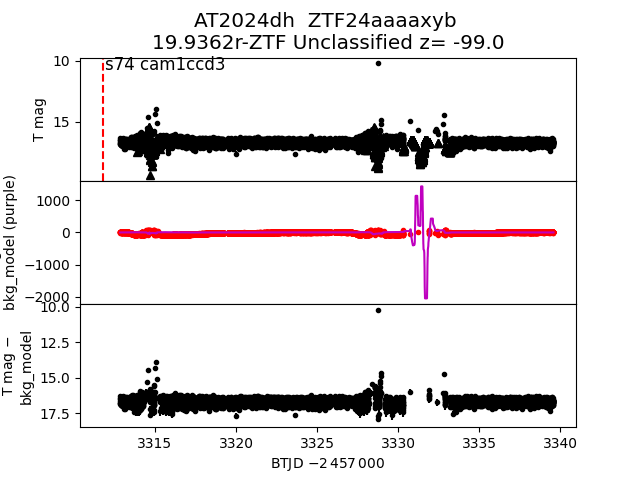 AT2024dh  ZTF24aaaaxyb
19.9362r-ZTF Unclassified z= -99.0
s74 cam1ccd3
10
15
T mag
1000
0
−1000
−2000
bkg_model (purple)
10.0
12.5
15.0
17.5
T mag −
bkg_model
3315 3320 3325 3330 3335 3340
BTJD −2 457 000